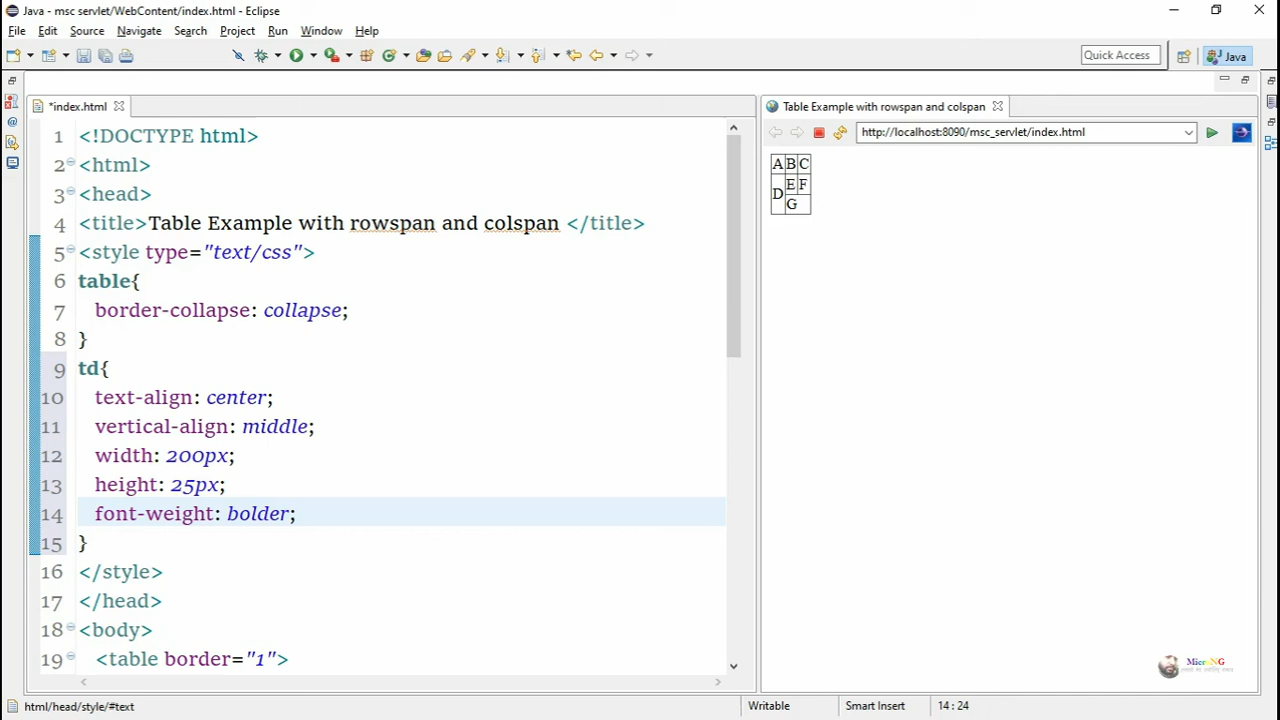 Java - msc servlet/WebContent/index.html - Eclipse
File Edit Source Navigate Search Project Run Window Help
Quick Access
Java
*index.html
1 <!DOCTYPE html>
2 <html>
3 <head>
4 <title>Table Example with rowspan and colspan </title>
5 <style type="text/css">
6 table{
7 border-collapse: collapse;
8 }
9 td{
10 text-align: center;
11 vertical-align: middle;
12 width: 200px;
13 height: 25px;
14 font-weight: bolder;
15 }
16 </style>
17 </head>
18 <body>
19 <table border="1">
Table Example with rowspan and colspan
http://localhost:8090/msc_servlet/index.html
A B C
D E F
G
MicroNG
html/head/style/#text
Writable
Smart Insert
14 : 24